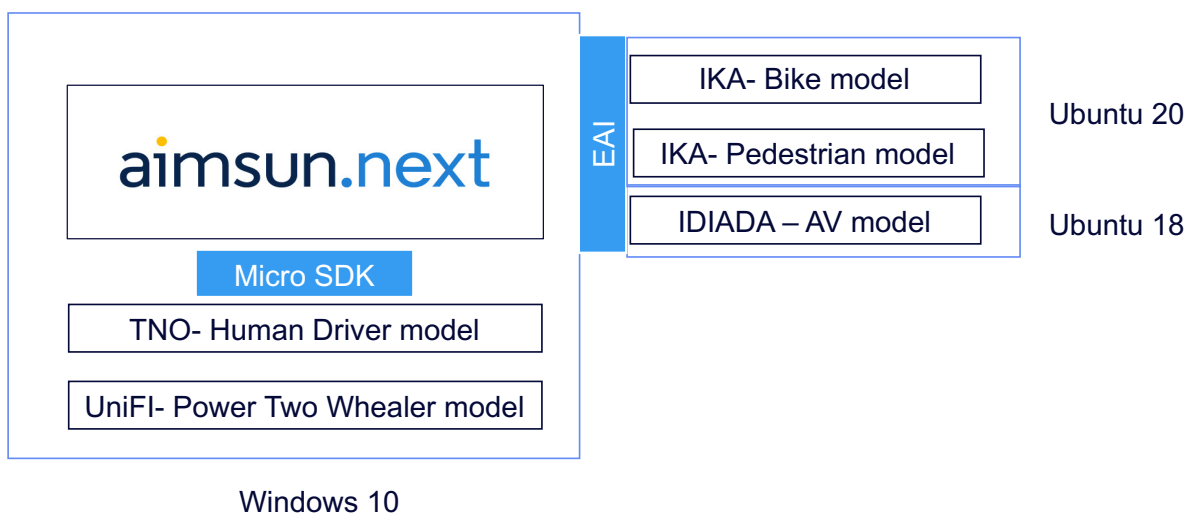 aimsun.next
Micro SDK
TNO- Human Driver model
UniFI- Power Two Whealer model
Windows 10
EAI
IKA- Bike model
IKA- Pedestrian model
Ubuntu 20
IDIADA – AV model
Ubuntu 18